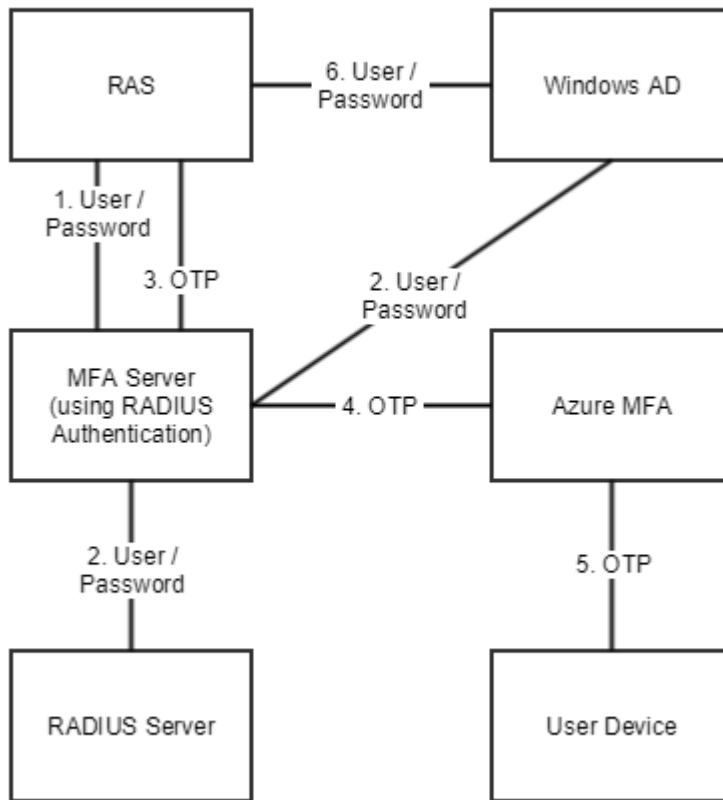 RAS
6. User /
Password
Windows AD
1. User /
Password
3. OTP
2. User /
Password
MFA Server
(using RADIUS
Authentication)
4. OTP
Azure MFA
2. User /
Password
5. OTP
RADIUS Server
User Device